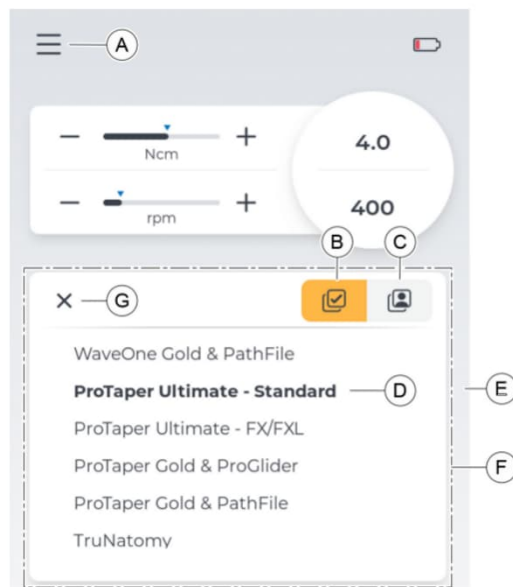 A
Ncm
4.0
rpm
400
B
C
G
WaveOne Gold & PathFile
ProTaper Ultimate - Standard
D
E
ProTaper Ultimate - FX/FXL
ProTaper Gold & ProGlider
F
ProTaper Gold & PathFile
TruNatomy